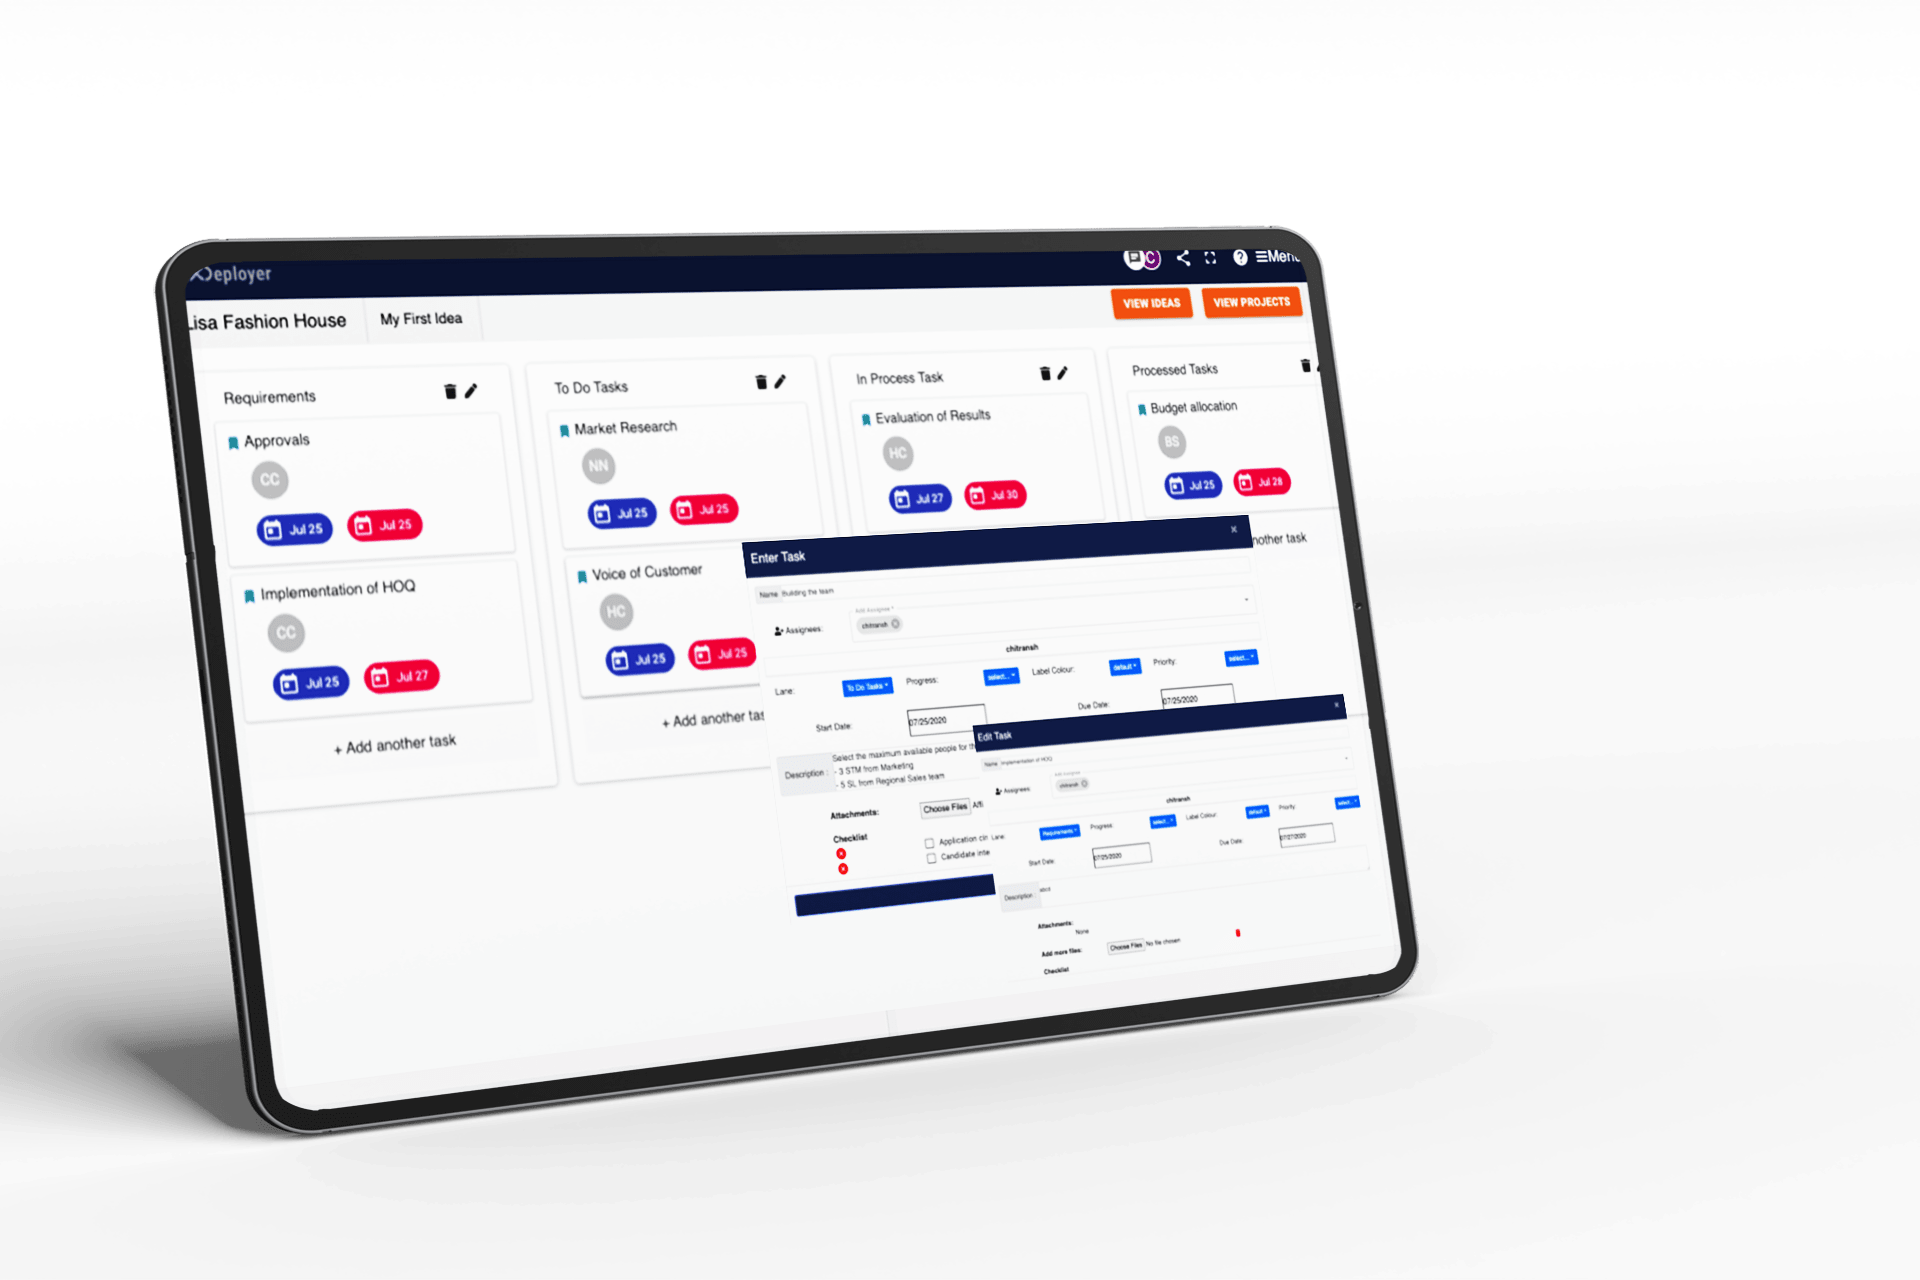 Deployer
C
Menu
Lisa Fashion House
My First Idea
VIEW IDEAS
VIEW PROJECTS
Requirements
Approvals
CC
Jul 25
Jul 25
Implementation of HOQ
CC
Jul 25
Jul 27
+ Add another task
To Do Tasks
Market Research
NN
Jul 25
Jul 25
Voice of Customer
HC
Jul 25
Jul 25
+ Add another tas
In Process Task
Evaluation of Results
HC
Jul 27
Jul 30
Processed Tasks
Budget allocation
BS
Jul 25
Jul 28
nother task
Enter Task
×
Name
Building the team
Assignees:
Add Assignee *
chitransh
chitransh
Lane:
To Do Tasks
Progress:
select...
Label Colour:
default
Priority:
select...
Start Date:
07/25/2020
Due Date:
07/25/2020
Description :
Select the maximum available people for th
- 3 STM from Marketing
- 5 SL from Regional Sales team
Attachments:
Choose Files
Checklist
Application
Candidate inte
Edit Task
×
Name
Implementation of HOQ
Assignees:
Add Assignee
chitransh
chitransh
Lane:
Requirements
Progress:
select...
Label Colour:
default
Priority:
select...
Start Date:
07/25/2020
Due Date:
07/27/2020
Description :
Attachments:
None
Add more files:
Choose Files No file chosen
Checklist